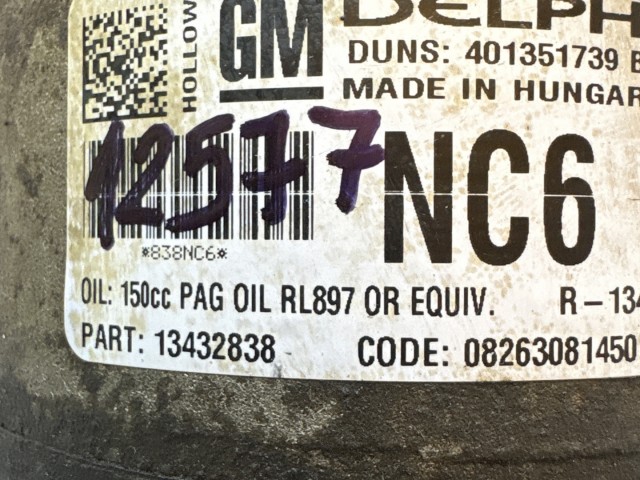 HOLLOW
GM
DELPH
DUNS: 401351739
MADE IN HUNGAR
12577
NC6
*838NC6*
OIL: 150cc PAG OIL RL897 OR EQUIV. R-134
PART: 13432838 CODE: 08263081450